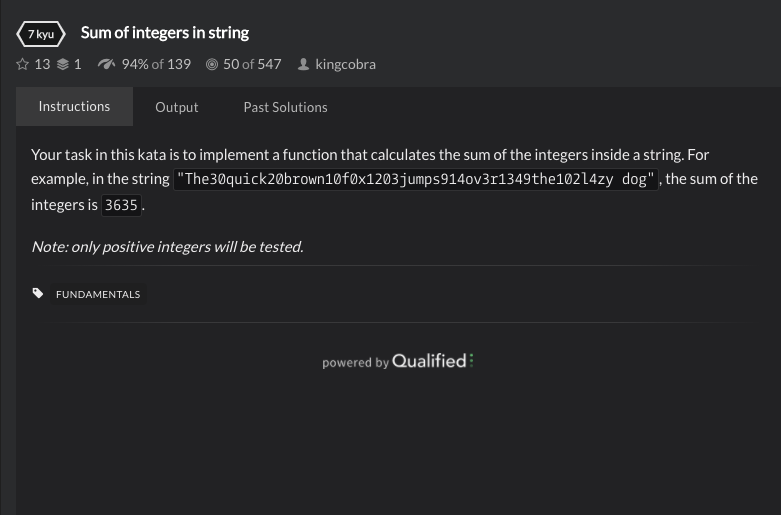 7 kyu Sum of integers in string
13 1 94% of 139 50 of 547 kingcobra
Instructions Output Past Solutions
Your task in this kata is to implement a function that calculates the sum of the integers inside a string. For
example, in the string "The30quick20brown10f0x1203jumps914ov3r1349the102l4zy dog", the sum of the
integers is 3635.
Note: only positive integers will be tested.
FUNDAMENTALS
powered by Qualified